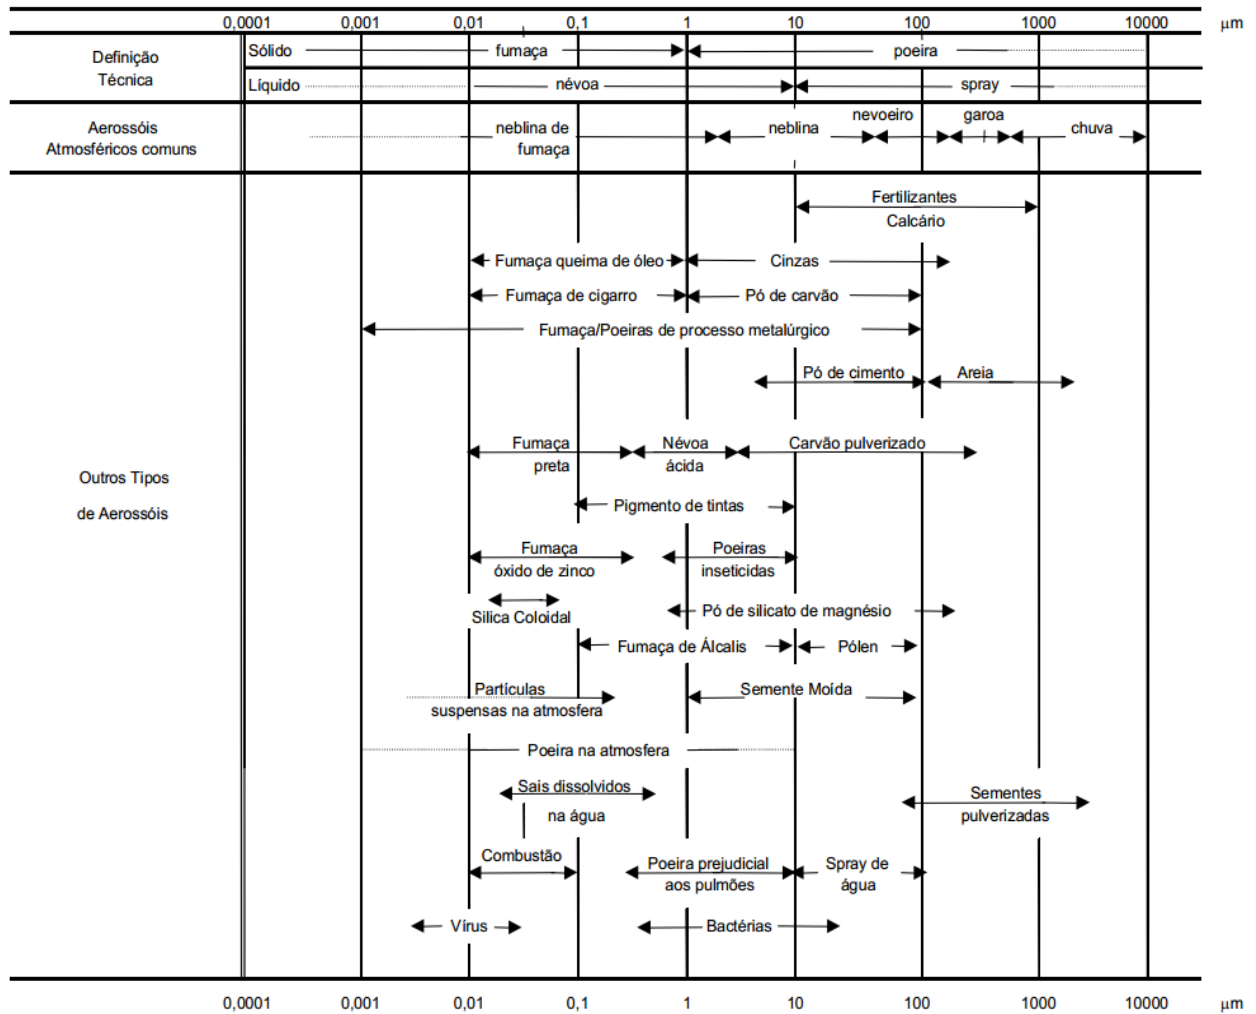 0,0001 0,001 0,01 0,1 1 10 100 1000 10000 μm
Definição
Técnica
Sólido fumaça poeira
Líquido névoa spray
Aerossóis
Atmosféricos comuns
neblina de
fumaça
neblina
nevoeiro
garoa
chuva
Outros Tipos
de Aerossóis
Fertilizantes
Calcário
Fumaça queima de óleo Cinzas
Fumaça de cigarro Pó de carvão
Fumaça/Poeiras de processo metalúrgico
Pó de cimento Areia
Fumaça
preta
Névoa
ácida
Carvão pulverizado
Pigmento de tintas
Fumaça
óxido de zinco
Poeiras
inseticidas
Silica Coloidal
Pó de silicato de magnésio
Fumaça de Álcalis Pólen
Partículas
suspensas na atmosfera
Semente Moída
Poeira na atmosfera
Sais dissolvidos
na água
Sementes
pulverizadas
Combustão
Poeira prejudicial
aos pulmões
Spray de
água
Vírus Bactérias
0,0001 0,001 0,01 0,1 1 10 100 1000 10000 μm